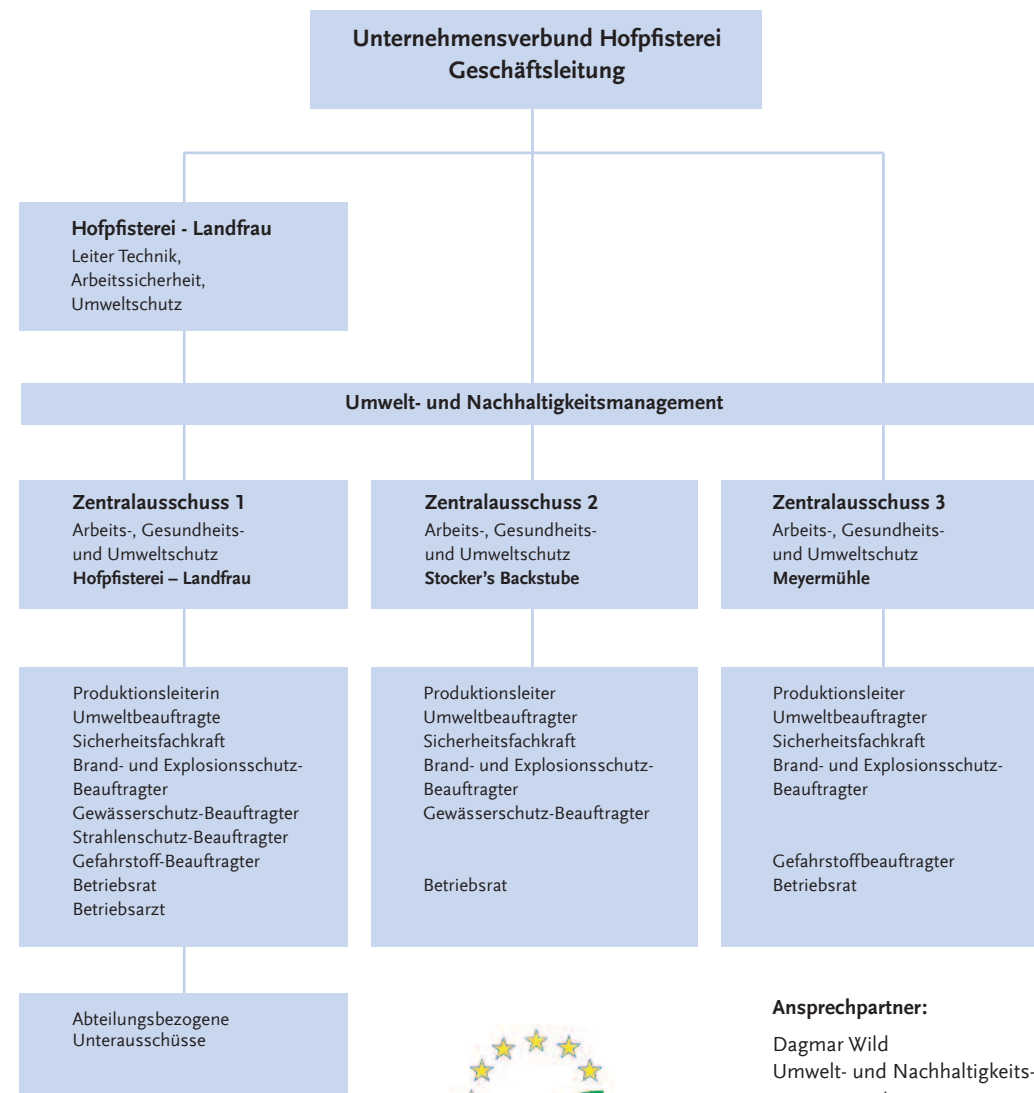 Unternehmensverbund Hofpfisterei
Geschäftsleitung
Hofpfisterei - Landfrau
Leiter Technik,
Arbeitssicherheit,
Umweltschutz
Umwelt- und Nachhaltigkeitsmanagement
Zentralausschuss 1
Arbeits-, Gesundheits-
und Umweltschutz
Hofpfisterei – Landfrau
Zentralausschuss 2
Arbeits-, Gesundheits-
und Umweltschutz
Stocker's Backstube
Zentralausschuss 3
Arbeits-, Gesundheits-
und Umweltschutz
Meyermühle
Produktionsleiterin
Umweltbeauftragte
Sicherheitsfachkraft
Brand- und Explosionsschutz-
Beauftragter
Gewässerschutz-Beauftragter
Strahlenschutz-Beauftragter
Gefahrstoff-Beauftragter
Betriebsrat
Betriebsarzt
Produktionsleiter
Umweltbeauftragter
Sicherheitsfachkraft
Brand- und Explosionsschutz-
Beauftragter
Gewässerschutz-Beauftragter
Betriebsrat
Produktionsleiter
Umweltbeauftragter
Sicherheitsfachkraft
Brand- und Explosionsschutz-
Beauftragter
Gefahrstoffbeauftragter
Betriebsrat
Abteilungsbezogene
Unterausschüsse
Ansprechpartner:
Dagmar Wild
Umwelt- und Nachhaltigkeits-